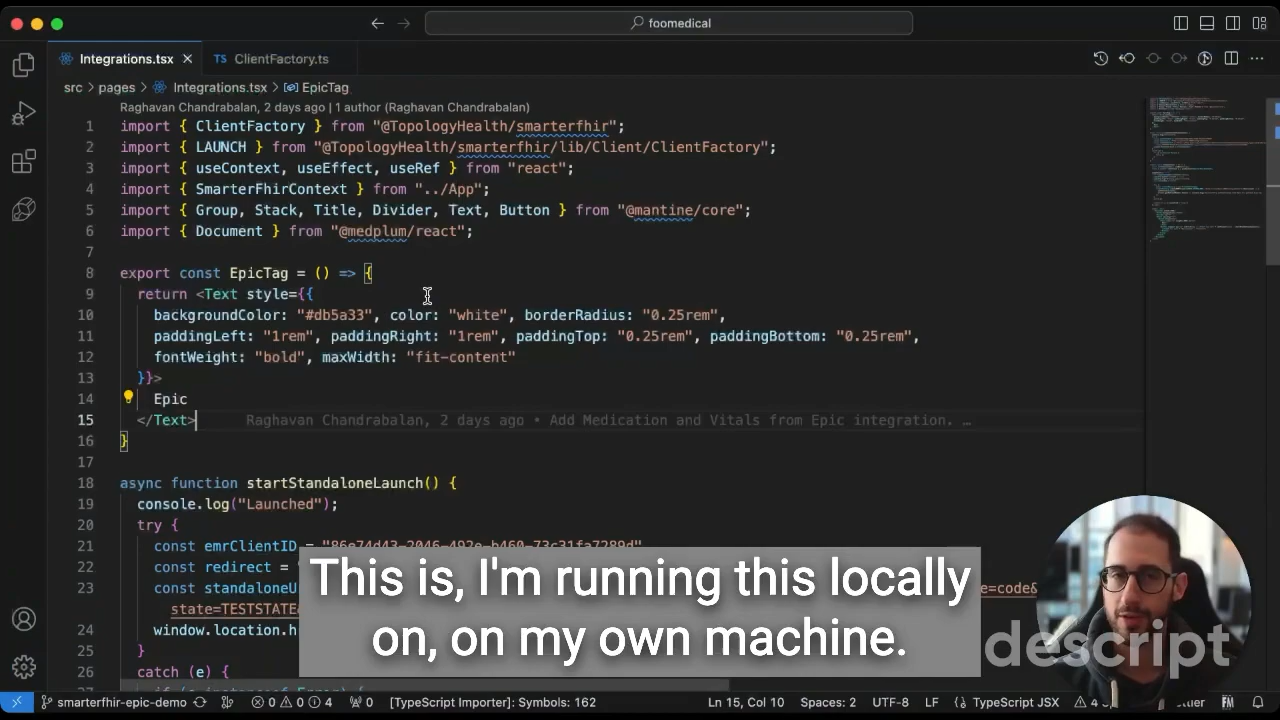 foomedical
Integrations.tsx
TS ClientFactory.ts
src > pages > Integrations.tsx > EpicTag
Raghavan Chandrabalan, 2 days ago | 1 author (Raghavan Chandrabalan)
1 import { ClientFactory } from "@TopologyHealth/smarterfhir";
2 import { LAUNCH } from "@TopologyHealth/smarterfhir/lib/Client/ClientFactory";
3 import { useContext, useEffect, useRef } from "react";
4 import { SmarterFhirContext } from "../App";
5 import { Group, Stack, Title, Divider, Text, Button } from "@mantine/core";
6 import { Document } from "@medplum/react";
7
8 export const EpicTag = () => {
9 return <Text style={{
10 backgroundColor: "#db5a33", color: "white", borderRadius: "0.25rem",
11 paddingLeft: "1rem", paddingRight: "1rem", paddingTop: "0.25rem", paddingBottom: "0.25rem",
12 fontWeight: "bold", maxWidth: "fit-content"
13 }}>
14 Epic
15 </Text> Raghavan Chandrabalan, 2 days ago • Add Medication and Vitals from Epic integration. …
16 }
17
18 async function startStandaloneLaunch() {
19 console.log("Launched");
20 try {
21 const emrClientID =
22 const redirect =
23 const standaloneU =code&
state=TESTSTATE&
24 window.location.h
25 }
26 catch (e) {
This is, I'm running this locally
on, on my own machine.
descript
smarterfhir-epic-demo 0 0 4 0 [TypeScript Importer]: Symbols: 162 Ln 15, Col 10 Spaces: 2 UTF-8 LF {} TypeScript JSX 4